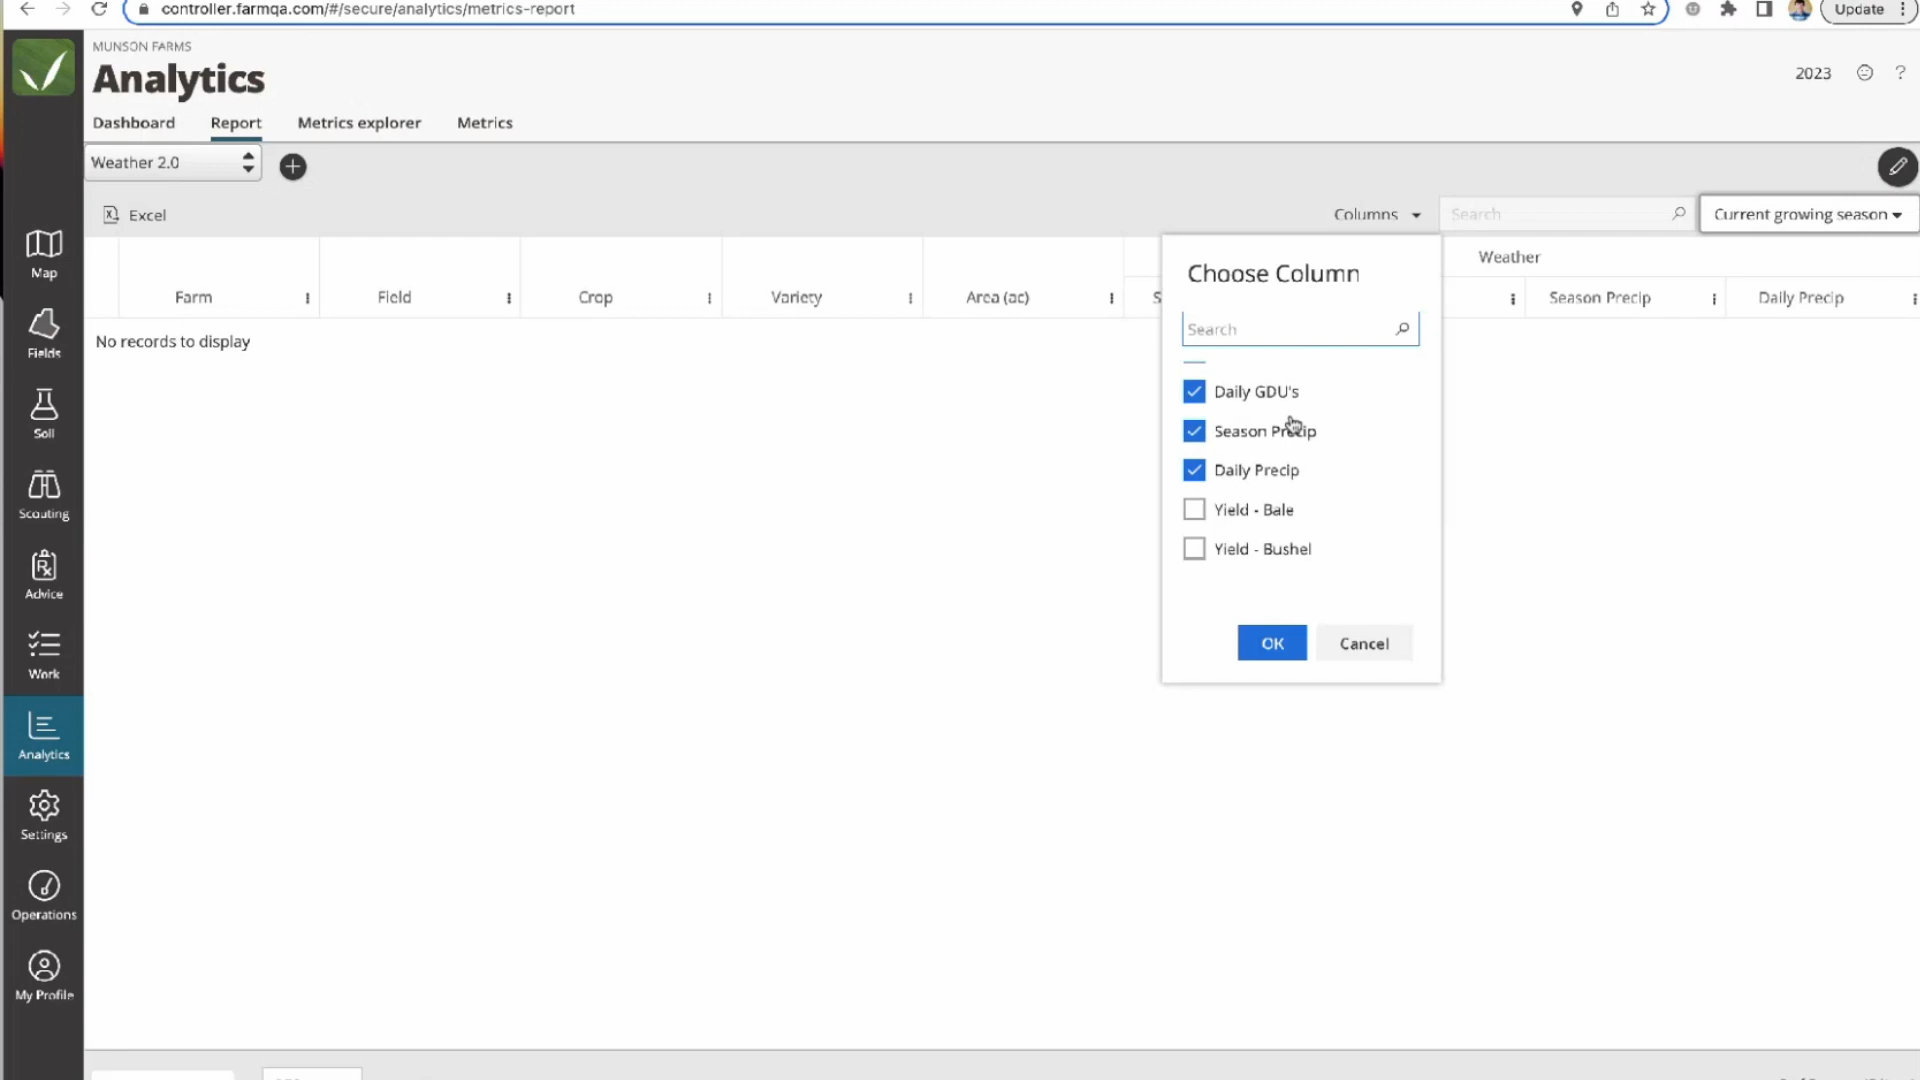 controller.farmqa.com/#/secure/analytics/metrics-report
Update
MUNSON FARMS
Analytics
2023
?
Dashboard
Report
Metrics explorer
Metrics
Weather 2.0
Excel
Columns
Search
Current growing season
Farm
Field
Crop
Variety
Area (ac)
S
Weather
Season Precip
Daily Precip
No records to display
Choose Column
Search
Daily GDU's
Season Precip
Daily Precip
Yield - Bale
Yield - Bushel
OK
Cancel
Map
Fields
Soil
Scouting
Advice
Work
Analytics
Settings
Operations
My Profile